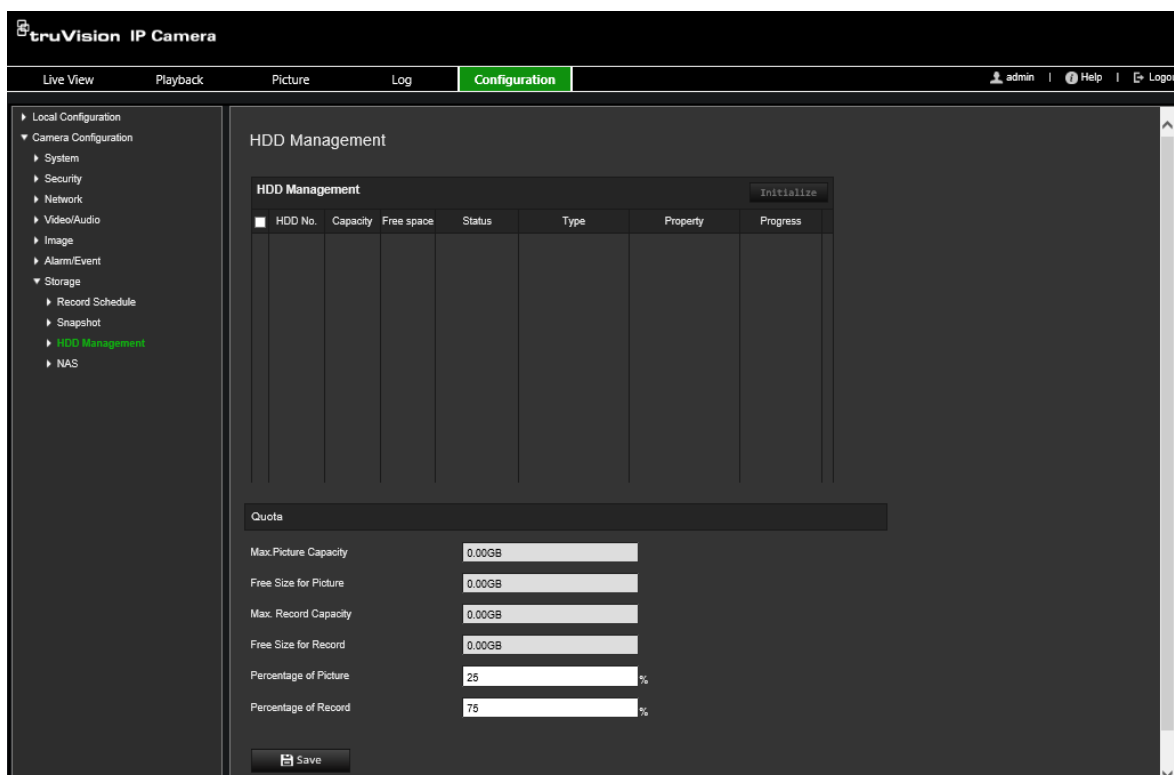 truVision IP Camera
Live View Playback Picture Log Configuration admin | Help | Logou
Local Configuration
Camera Configuration
System
Security
Network
Video/Audio
Image
Alarm/Event
Storage
Record Schedule
Snapshot
HDD Management
NAS
HDD Management
HDD Management Initialize
HDD No. Capacity Free space Status Type Property Progress
Quota
Max.Picture Capacity 0.00GB
Free Size for Picture 0.00GB
Max. Record Capacity 0.00GB
Free Size for Record 0.00GB
Percentage of Picture 25 %
Percentage of Record 75 %
Save